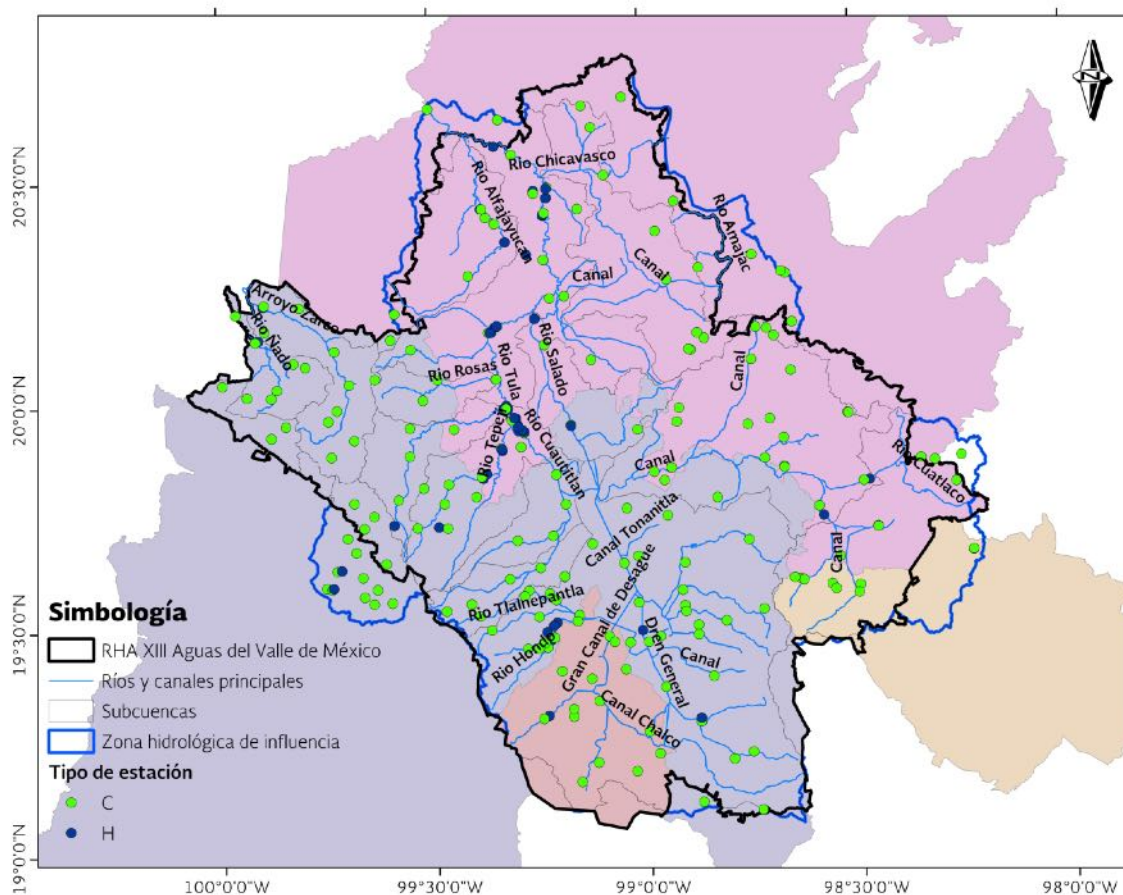 N
20°30'0"N
20°0'0"N
19°30'0"N
19°0'0"N
Río Chicavasco
Río Alfajayucan
Río Amajac
Canal
Canal
Arroyo Zarco
Río Ñado
Río Salado
Canal
Río Rosas
Río Tula
Río Tepeji
Río Cuautitlan
Río Cuatlaco
Canal
Canal Tonanitla
Canal
Río Tlalnepantla
Gran Canal de Desague
Río Hondo
Dren General
Canal
Canal Chalco
Simbología
RHA XIII Aguas del Valle de México
Ríos y canales principales
Subcuencas
Zona hidrológica de influencia
Tipo de estación
C
H
100°0'0"W
99°30'0"W
99°0'0"W
98°30'0"W
98°0'0"W